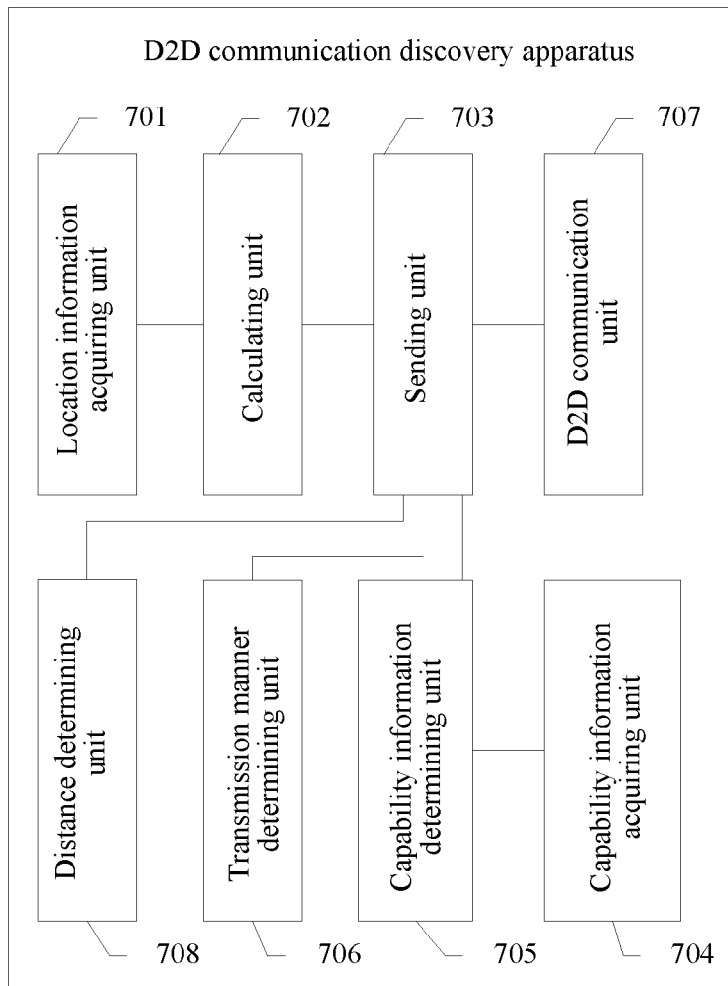 D2D communication discovery apparatus
701
702
703
707
Location information
acquiring unit
Calculating unit
Sending unit
D2D communication
unit
Distance determining
unit
Transmission manner
determining unit
Capability information
determining unit
Capability information
acquiring unit
708
706
705
704